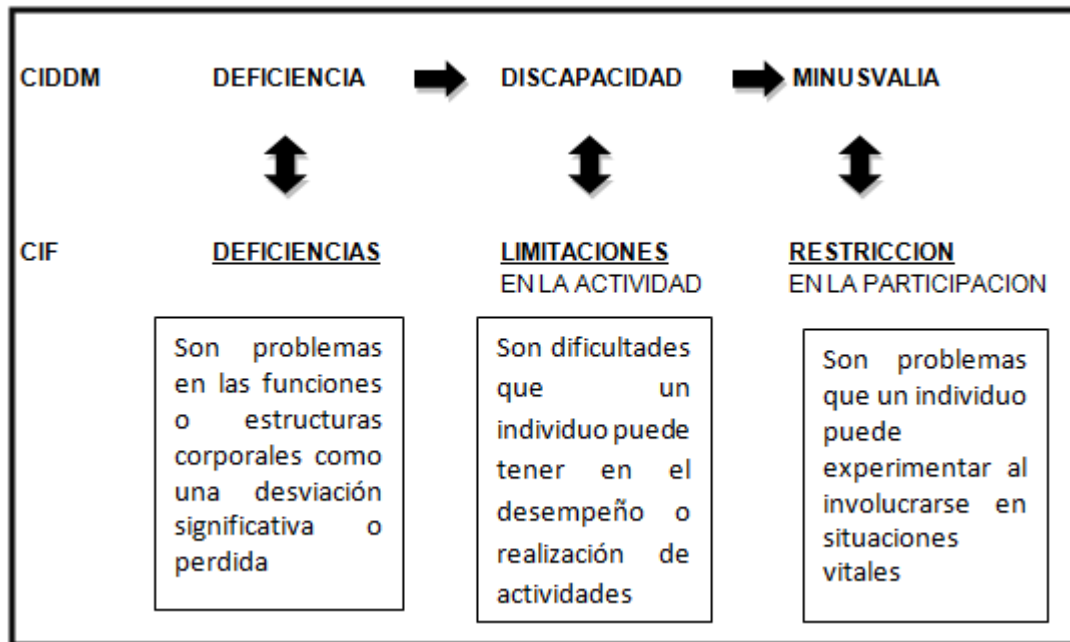 CIDDM DEFICIENCIA DISCAPACIDAD MINUSVALIA
CIF DEFICIENCIAS LIMITACIONES RESTRICCION
EN LA ACTIVIDAD EN LA PARTICIPACION
Son problemas
en las funciones
o estructuras
corporales como
una desviación
significativa o
perdida
Son dificultades
que un
individuo puede
tener en el
desempeño o
realización de
actividades
Son problemas
que un individuo
puede
experimentar al
involucrarse en
situaciones
vitales